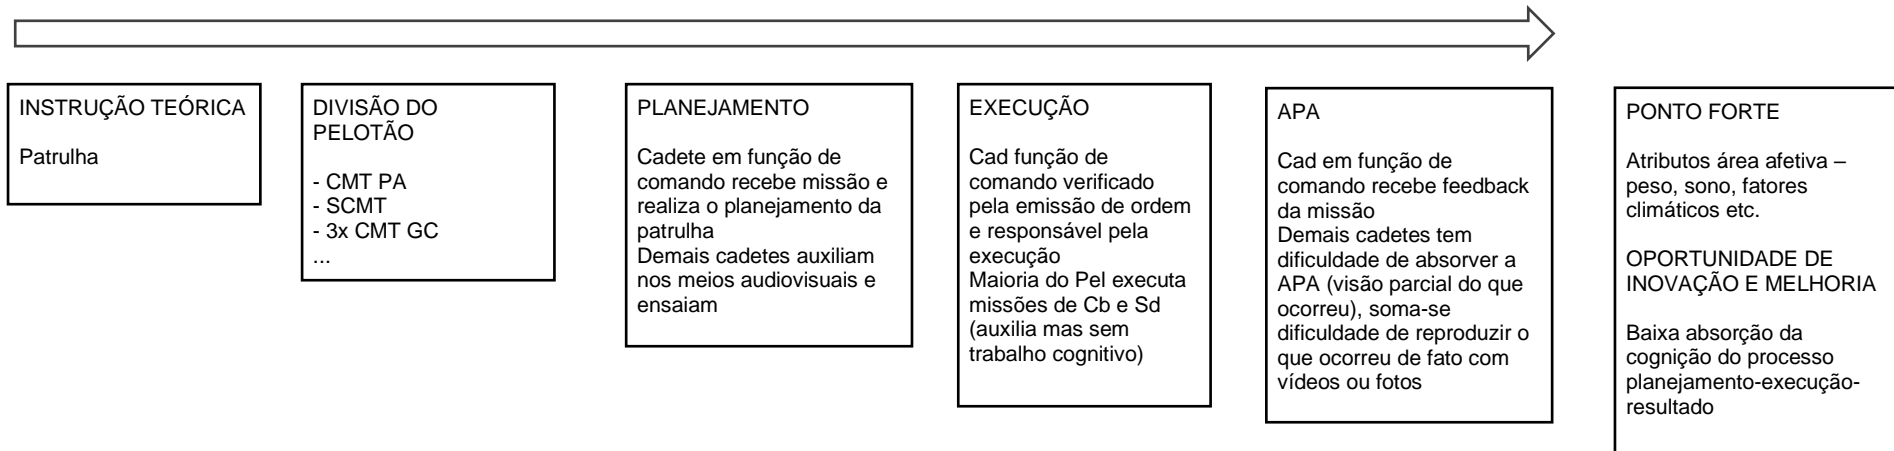 INSTRUÇÃO TEÓRICA
Patrulha
DIVISÃO DO
PELOTÃO
- CMT PA
- SCMT
- 3x CMT GC
...
PLANEJAMENTO
Cadete em função de
comando recebe missão e
realiza o planejamento da
patrulha
Demais cadetes auxiliam
nos meios audiovisuais e
ensaiam
EXECUÇÃO
Cad função de
comando verificado
pela emissão de ordem
e responsável pela
execução
Maioria do Pel executa
missões de Cb e Sd
(auxilia mas sem
trabalho cognitivo)
APA
Cad em função de
comando recebe feedback
da missão
Demais cadetes tem
dificuldade de absorver a
APA (visão parcial do que
ocorreu), soma-se
dificuldade de reproduzir o
que ocorreu de fato com
vídeos ou fotos
PONTO FORTE
Atributos área afetiva –
peso, sono, fatores
climáticos etc.
OPORTUNIDADE DE
INOVAÇÃO E MELHORIA
Baixa absorção da
cognição do processo
planejamento-execução-
resultado